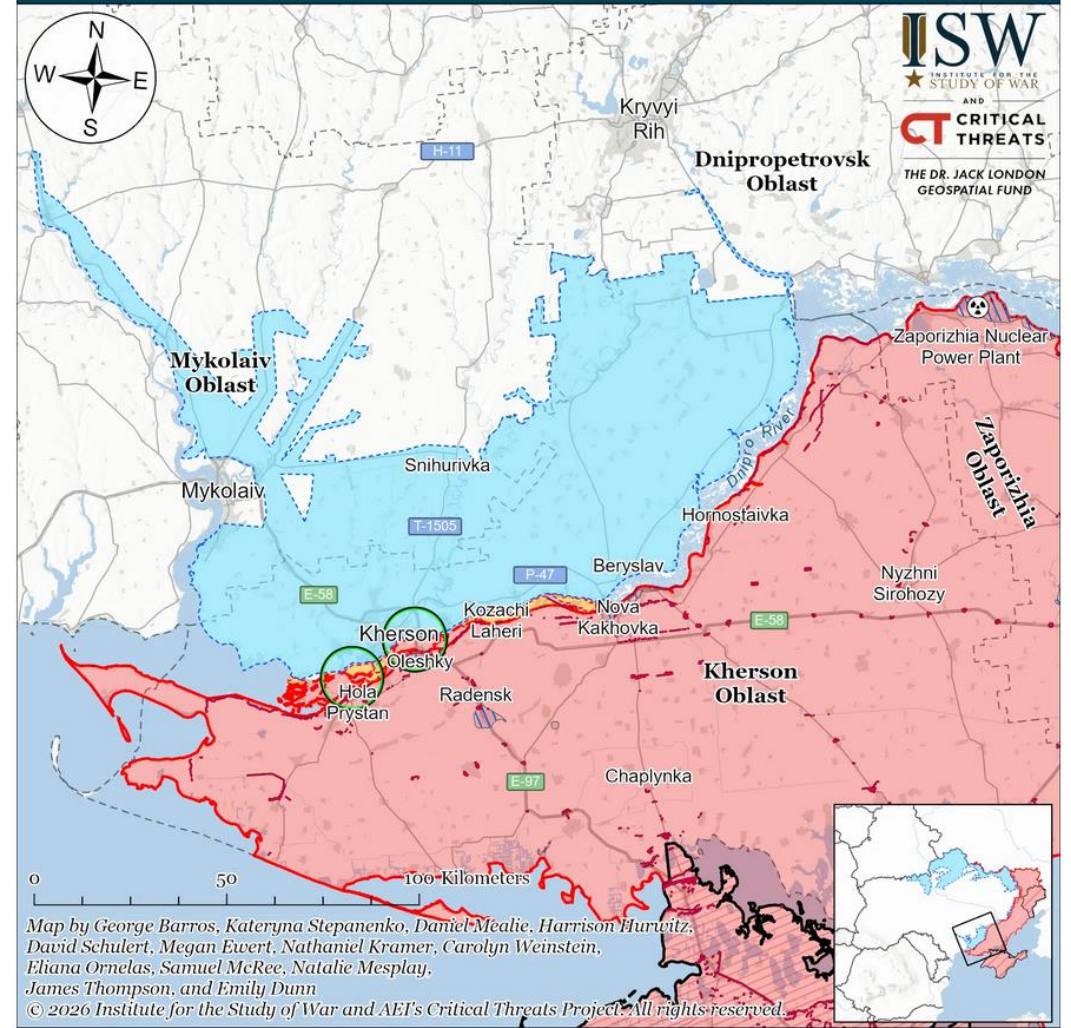 N
W
E
S
ISW
INSTITUTE FOR THE
STUDY OF WAR
AND
CT CRITICAL
THREATS
THE DR. JACK LONDON
GEOSPATIAL FUND
Kryvyi
Rih
H-11
Dnipropetrovsk
Oblast
Zaporizhia Nuclear
Power Plant
Mykolaiv
Oblast
Zaporizhia
Oblast
Dnipro River
Snihurivka
Mykolaiv
T-1505
Hornostaivka
Beryslav
P-47
Nyzhni
Sirohozy
E-58
Kozachi
Laheri
Nova
Kakhovka
E-58
Kherson
Oleshky
Kherson
Oblast
Hola
Prystan
Radensk
E-97
Chaplynka
0
50
100 Kilometers
Map by George Barros, Kateryna Stepanenko, Daniel Mealie, Harrison Hurwitz,
David Schulert, Megan Ewert, Nathaniel Kramer, Carolyn Weinstein,
Eliana Ornelas, Samuel McRee, Natalie Mesplay,
James Thompson, and Emily Dunn
© 2026 Institute for the Study of War and AEI's Critical Threats Project. All rights reserved.